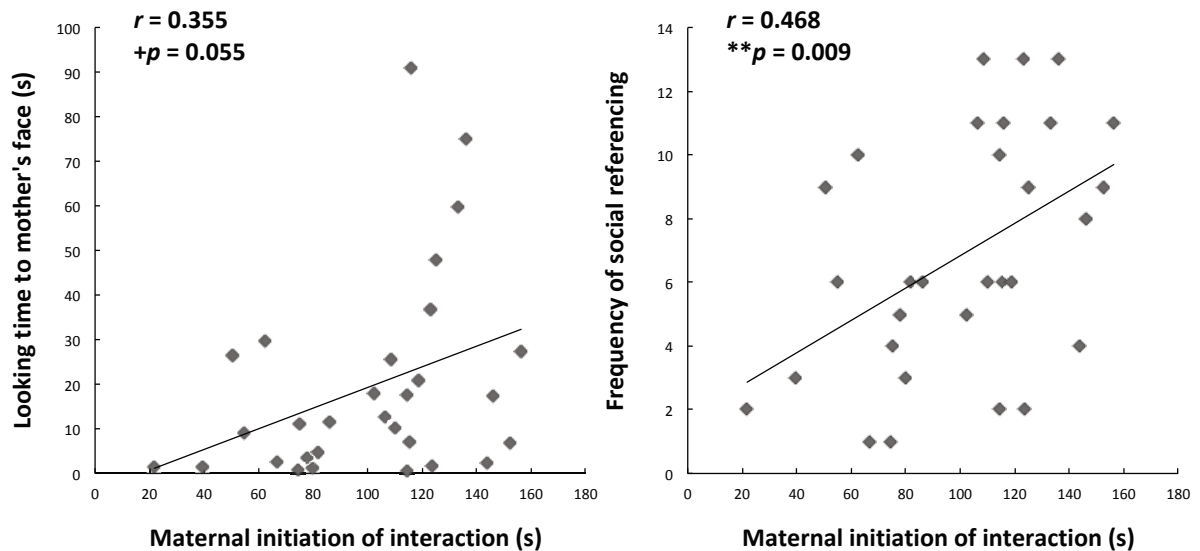 r = 0.355
+p = 0.055
Looking time to mother's face (s)
100
90
80
70
60
50
40
30
20
10
0
0 20 40 60 80 100 120 140 160 180
Maternal initiation of interaction (s)
r = 0.468
**p = 0.009
Frequency of social referencing
14
12
10
8
6
4
2
0
0 20 40 60 80 100 120 140 160 180
Maternal initiation of interaction (s)